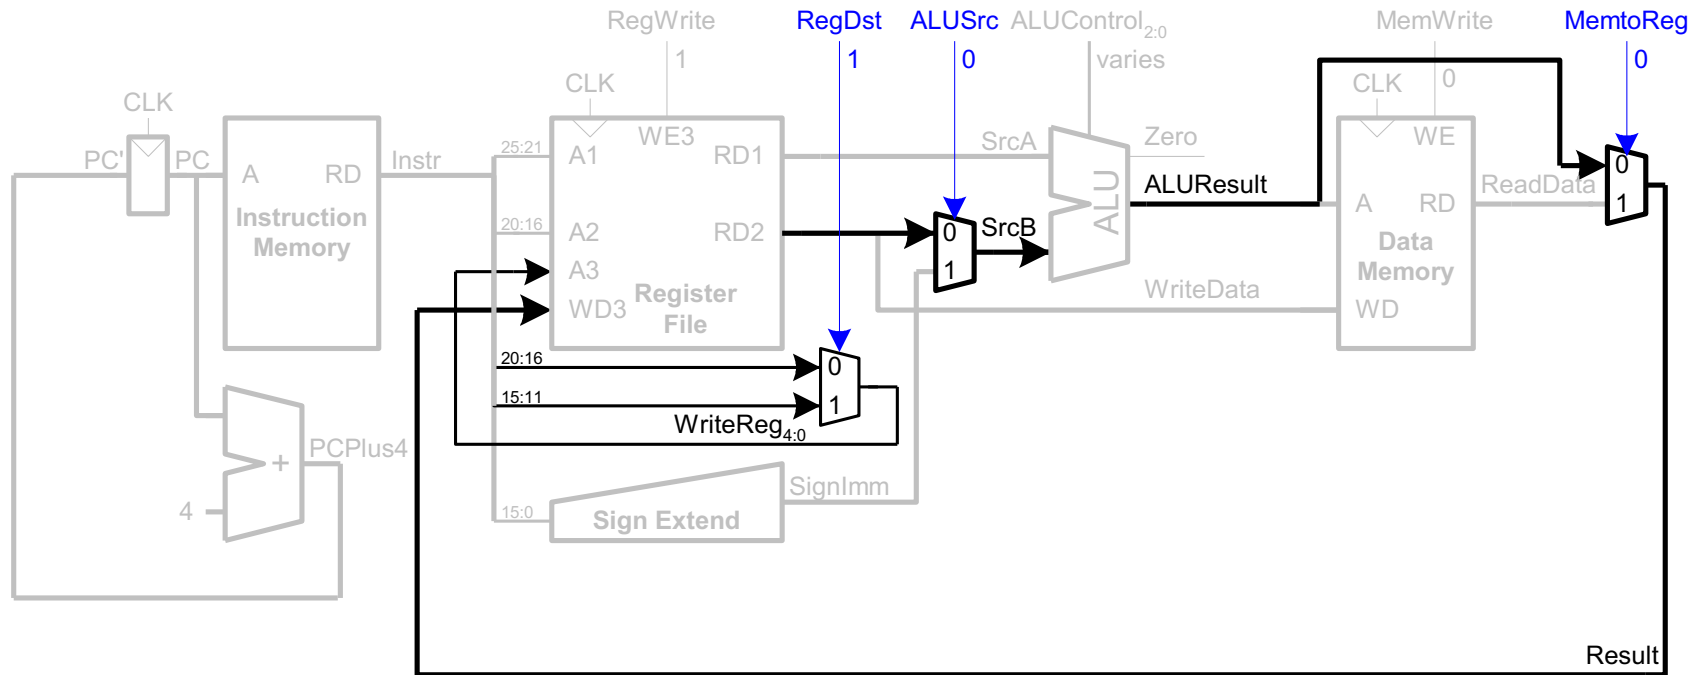 RegWrite RegDst ALUSrc ALUControl2:0 MemWrite MemtoReg
1 1 0 varies 0 0
CLK CLK CLK
PC' PC A RD Instr
Instruction
Memory
25:21 A1 WE3 RD1 SrcA Zero
20:16 A2 RD2 0 SrcB ALU ALUResult
A3 1
WD3 Register
File
WriteData
WE
A RD ReadData 0
1
Data
Memory
WD
20:16 0
15:11 1
WriteReg4:0
PCPlus4
+
4
SignImm
15:0 Sign Extend
Result